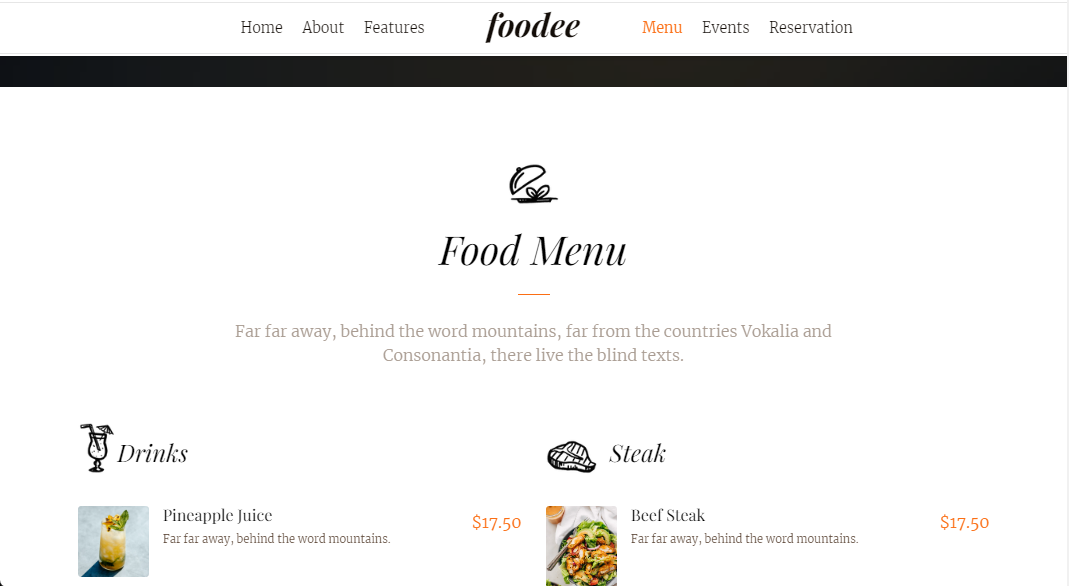 Home About Features foodee Menu Events Reservation
Food Menu
Far far away, behind the word mountains, far from the countries Vokalia and
Consonantia, there live the blind texts.
Drinks
Pineapple Juice
$17.50
Far far away, behind the word mountains.
Steak
Beef Steak
$17.50
Far far away, behind the word mountains.